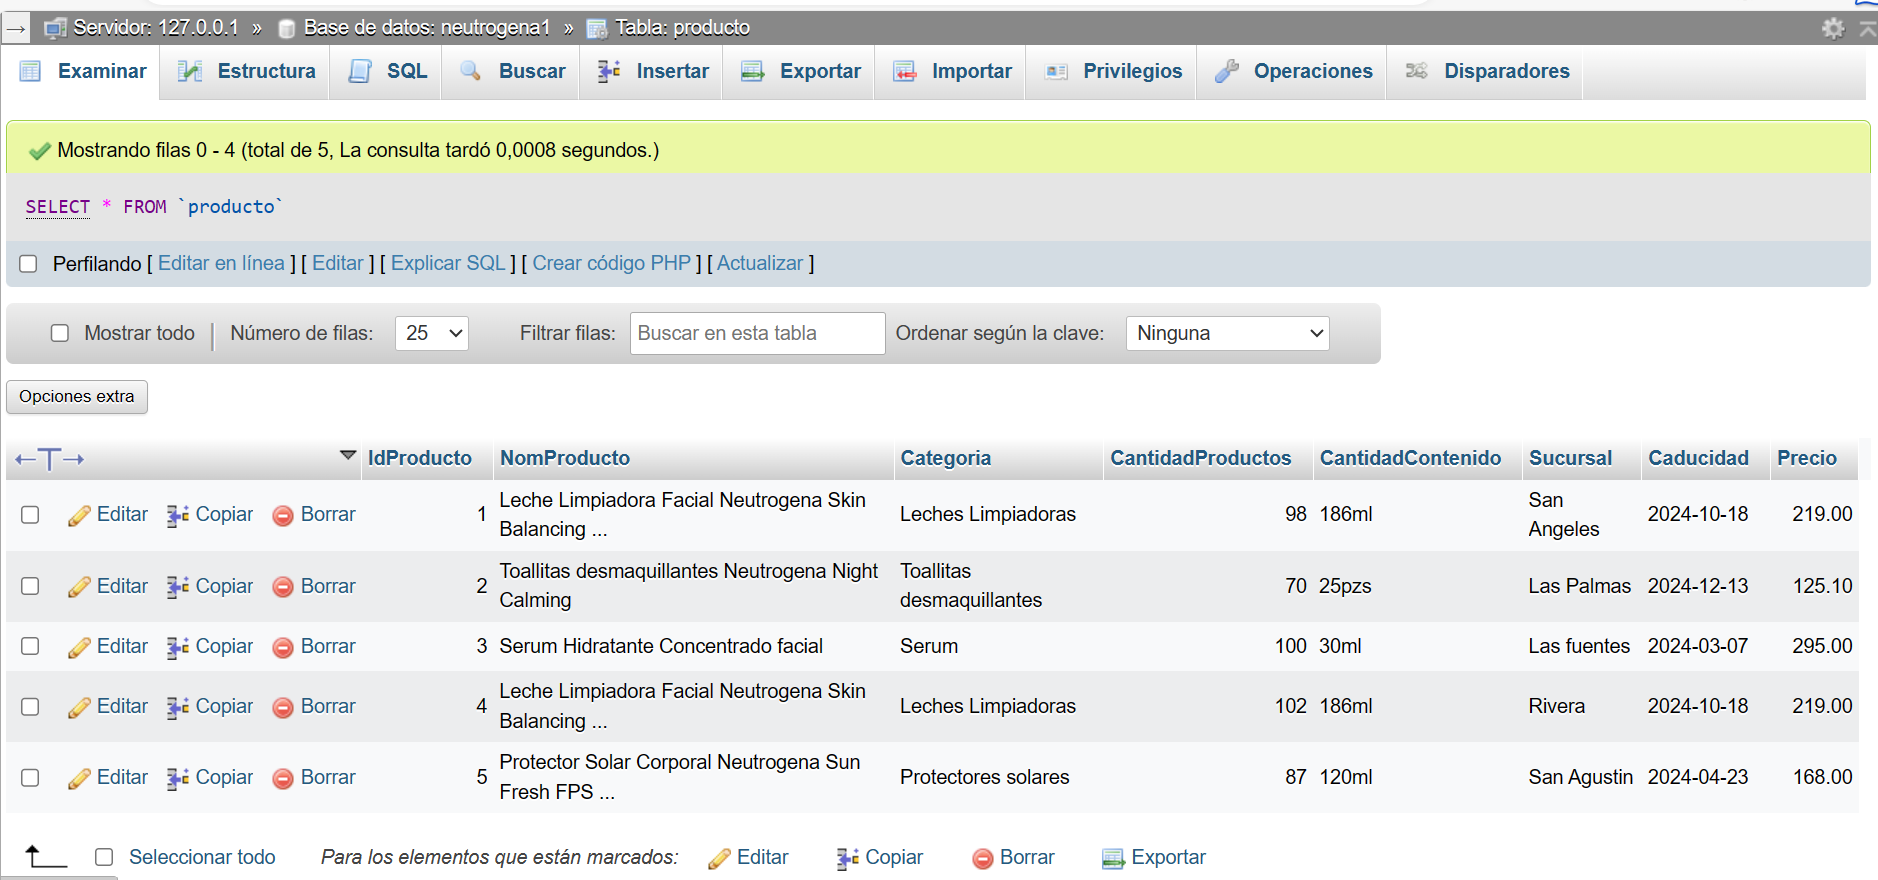 Servidor: 127.0.0.1 » Base de datos: neutrogena1 » Tabla: producto
Examinar Estructura SQL Buscar Insertar Exportar Importar Privilegios Operaciones Disparadores
Mostrando filas 0 - 4 (total de 5, La consulta tardó 0,0008 segundos.)
SELECT * FROM `producto`
Perfilando [ Editar en línea ] [ Editar ] [ Explicar SQL ] [ Crear código PHP ] [ Actualizar ]
Mostrar todo | Número de filas: 25 Filtrar filas: Buscar en esta tabla Ordenar según la clave: Ninguna
Opciones extra
←T→ IdProducto NomProducto Categoria CantidadProductos CantidadContenido Sucursal Caducidad Precio
Editar Copiar Borrar 1 Leche Limpiadora Facial Neutrogena Skin Balancing ... Leches Limpiadoras 98 186ml San Angeles 2024-10-18 219.00
Editar Copiar Borrar 2 Toallitas desmaquillantes Neutrogena Night Calming Toallitas desmaquillantes 70 25pzs Las Palmas 2024-12-13 125.10
Editar Copiar Borrar 3 Serum Hidratante Concentrado facial Serum 100 30ml Las fuentes 2024-03-07 295.00
Editar Copiar Borrar 4 Leche Limpiadora Facial Neutrogena Skin Balancing ... Leches Limpiadoras 102 186ml Rivera 2024-10-18 219.00
Editar Copiar Borrar 5 Protector Solar Corporal Neutrogena Sun Fresh FPS ... Protectores solares 87 120ml San Agustin 2024-04-23 168.00
Seleccionar todo Para los elementos que están marcados: Editar Copiar Borrar Exportar